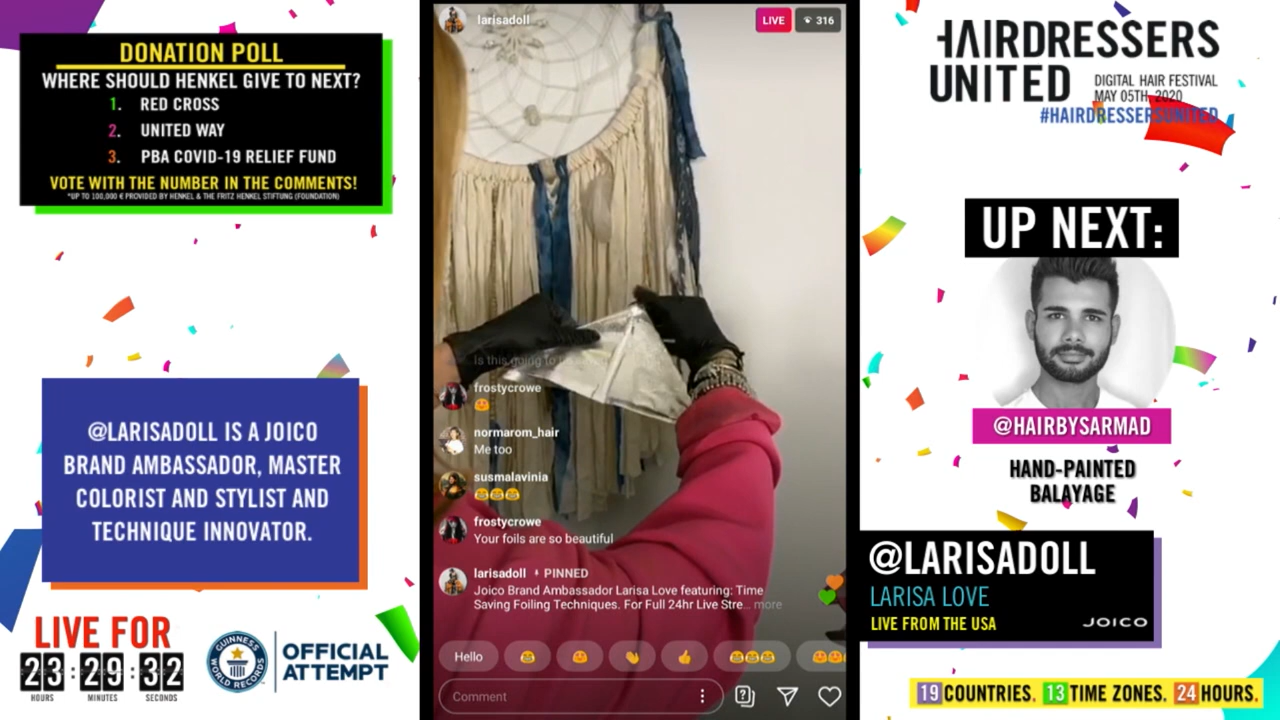 DONATION POLL
WHERE SHOULD HENKEL GIVE TO NEXT?
1. RED CROSS
2. UNITED WAY
3. PBA COVID-19 RELIEF FUND
VOTE WITH THE NUMBER IN THE COMMENTS!
*UP TO 100,000 € PROVIDED BY HENKEL & THE FRITZ HENKEL STIFTUNG (FOUNDATION)
@LARISADOLL IS A JOICO
BRAND AMBASSADOR, MASTER
COLORIST AND STYLIST AND
TECHNIQUE INNOVATOR.
LIVE FOR
23:29:32
HOURS MINUTES SECONDS
GUINNESS
WORLD RECORDS
OFFICIAL
ATTEMPT
larisadoll
LIVE
316
Is this going to
frostycrowe
normarom_hair
Me too
susmalavinia
frostycrowe
Your foils are so beautiful
larisadoll PINNED
Joico Brand Ambassador Larisa Love featuring: Time
Saving Foiling Techniques. For Full 24hr Live Stre... more
Hello
Comment
HAIRDRESSERS
UNITED
DIGITAL HAIR FESTIVAL
MAY 05TH, 2020
#HAIRDRESSERSUNITED
UP NEXT:
@HAIRBYSARMAD
HAND-PAINTED
BALAYAGE
@LARISADOLL
LARISA LOVE
LIVE FROM THE USA
JOICO
19 COUNTRIES. 13 TIME ZONES. 24 HOURS.